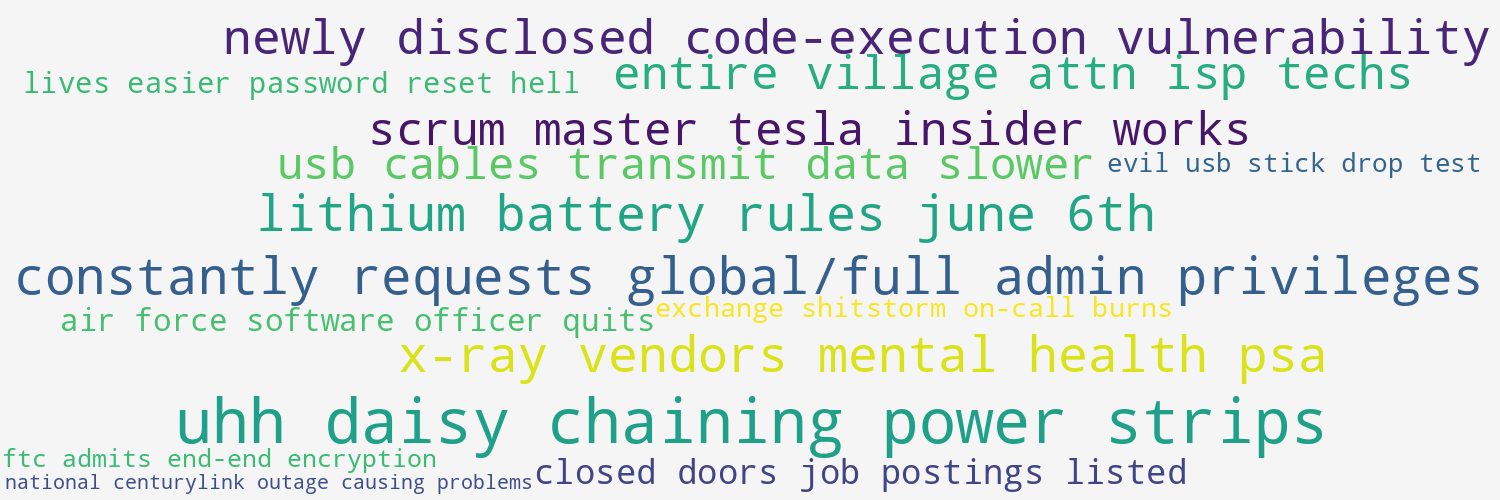 newly disclosed code-execution vulnerability
lives easier password reset hell
entire village attn isp techs
scrum master tesla insider works
usb cables transmit data slower
evil usb stick drop test
lithium battery rules june 6th
constantly requests global/full admin privileges
air force software officer quits
exchange shitstorm on-call burns
x-ray vendors mental health psa
uhh daisy chaining power strips
ftc admits end-end encryption
national centurylink outage causing problems
closed doors job postings listed